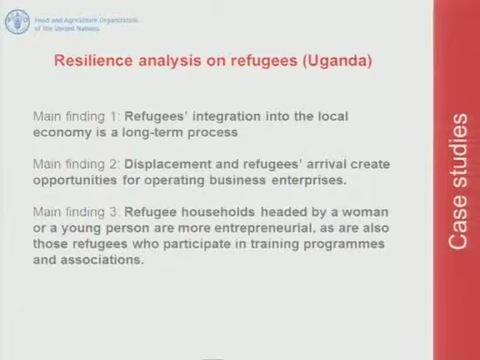 Food and Agriculture Organization
of the United Nations
Resilience analysis on refugees (Uganda)
Main finding 1: Refugees' integration into the local
economy is a long-term process
Main finding 2: Displacement and refugees' arrival create
opportunities for operating business enterprises.
Main finding 3: Refugee households headed by a woman
or a young person are more entrepreneurial, as are also
those refugees who participate in training programmes
and associations.
Case studies